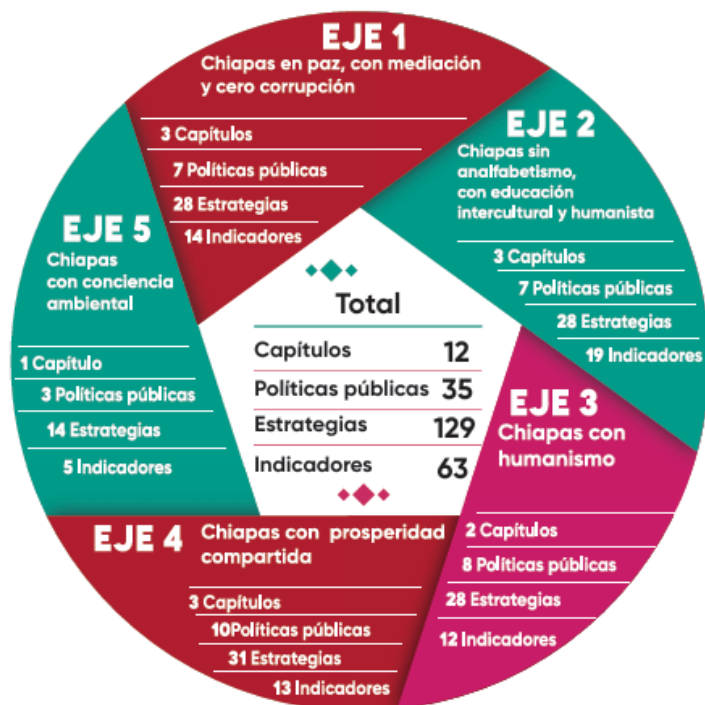 EJE 1
Chiapas en paz, con mediación
y cero corrupción
3 Capítulos
7 Políticas públicas
28 Estrategias
14 Indicadores
EJE 2
Chiapas sin
analfabetismo,
con educación
intercultural y humanista
3 Capítulos
7 Políticas públicas
28 Estrategias
19 Indicadores
EJE 3
Chiapas con
humanismo
2 Capítulos
8 Políticas públicas
28 Estrategias
12 Indicadores
EJE 4
Chiapas con prosperidad
compartida
3 Capítulos
10Políticas públicas
31 Estrategias
13 Indicadores
EJE 5
Chiapas
con conciencia
ambiental
1 Capítulo
3 Políticas públicas
14 Estrategias
5 Indicadores
Total
Capítulos 12
Políticas públicas 35
Estrategias 129
Indicadores 63